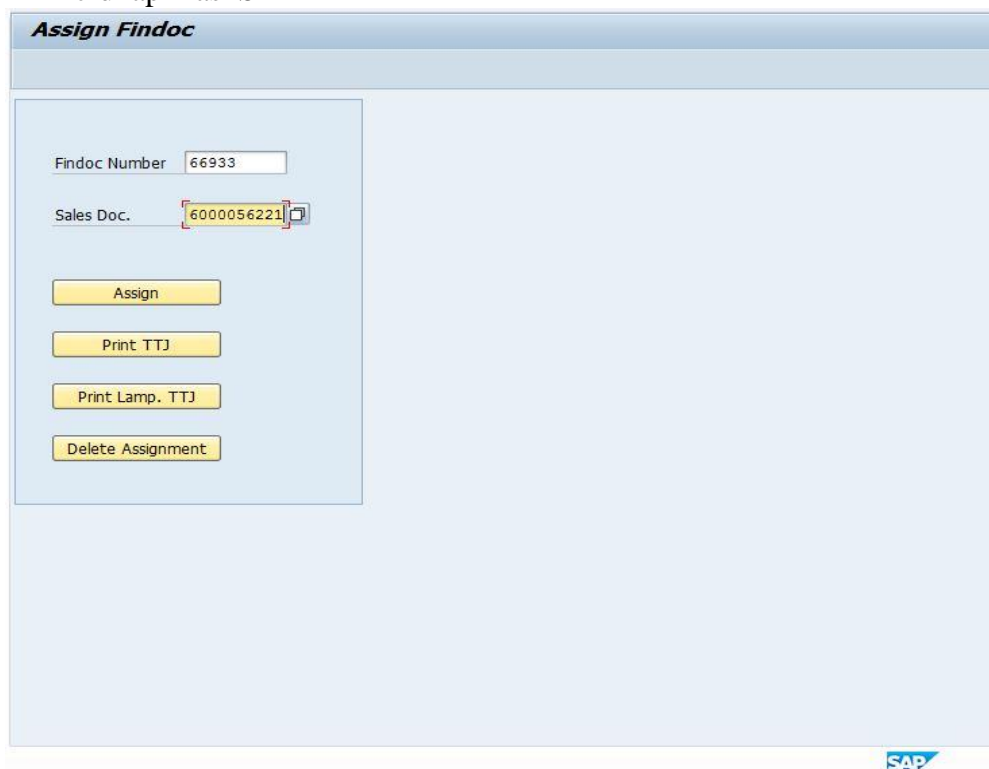 Assign Findoc
Findoc Number 66933
Sales Doc. 6000056221
Assign
Print TTJ
Print Lamp. TTJ
Delete Assignment
SAP